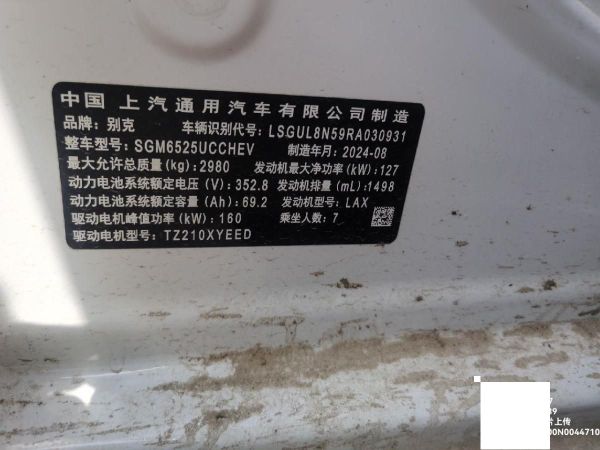 中国 上汽通用汽车有限公司制造
品牌：别克 车辆识别代号：LSGUL8N59RA030931
整车型号：SGM6525UCCHEV 制造年月：2024-08
最大允许总质量(kg)：2980 发动机最大净功率(kW)：127
动力电池系统额定电压(V)：352.8 发动机排量(mL)：1498
动力电池系统额定容量(Ah)：69.2 发动机型号：LAX
驱动电机峰值功率(kW)：160 乘坐人数：7
驱动电机型号：TZ210XYEED
片上传
00N0044710